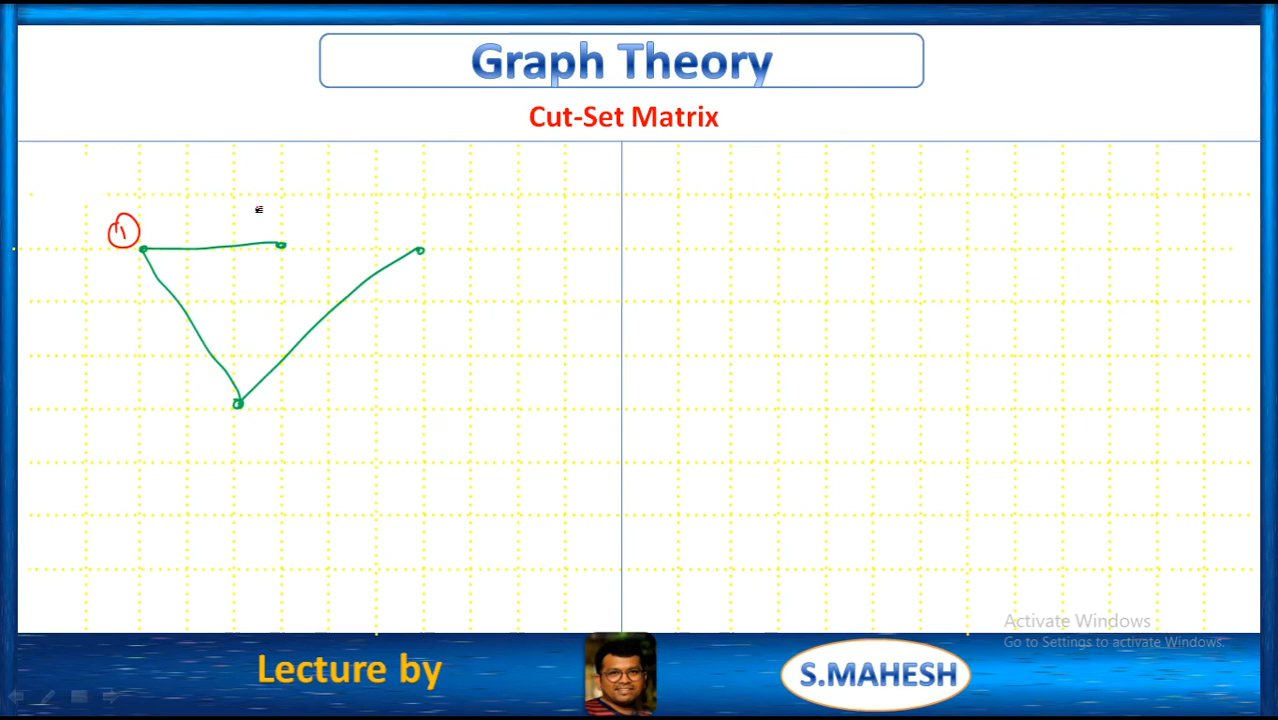 Graph Theory
Cut-Set Matrix
1
Activate Windows
Go to Settings to activate Windows.
Lecture by
S.MAHESH